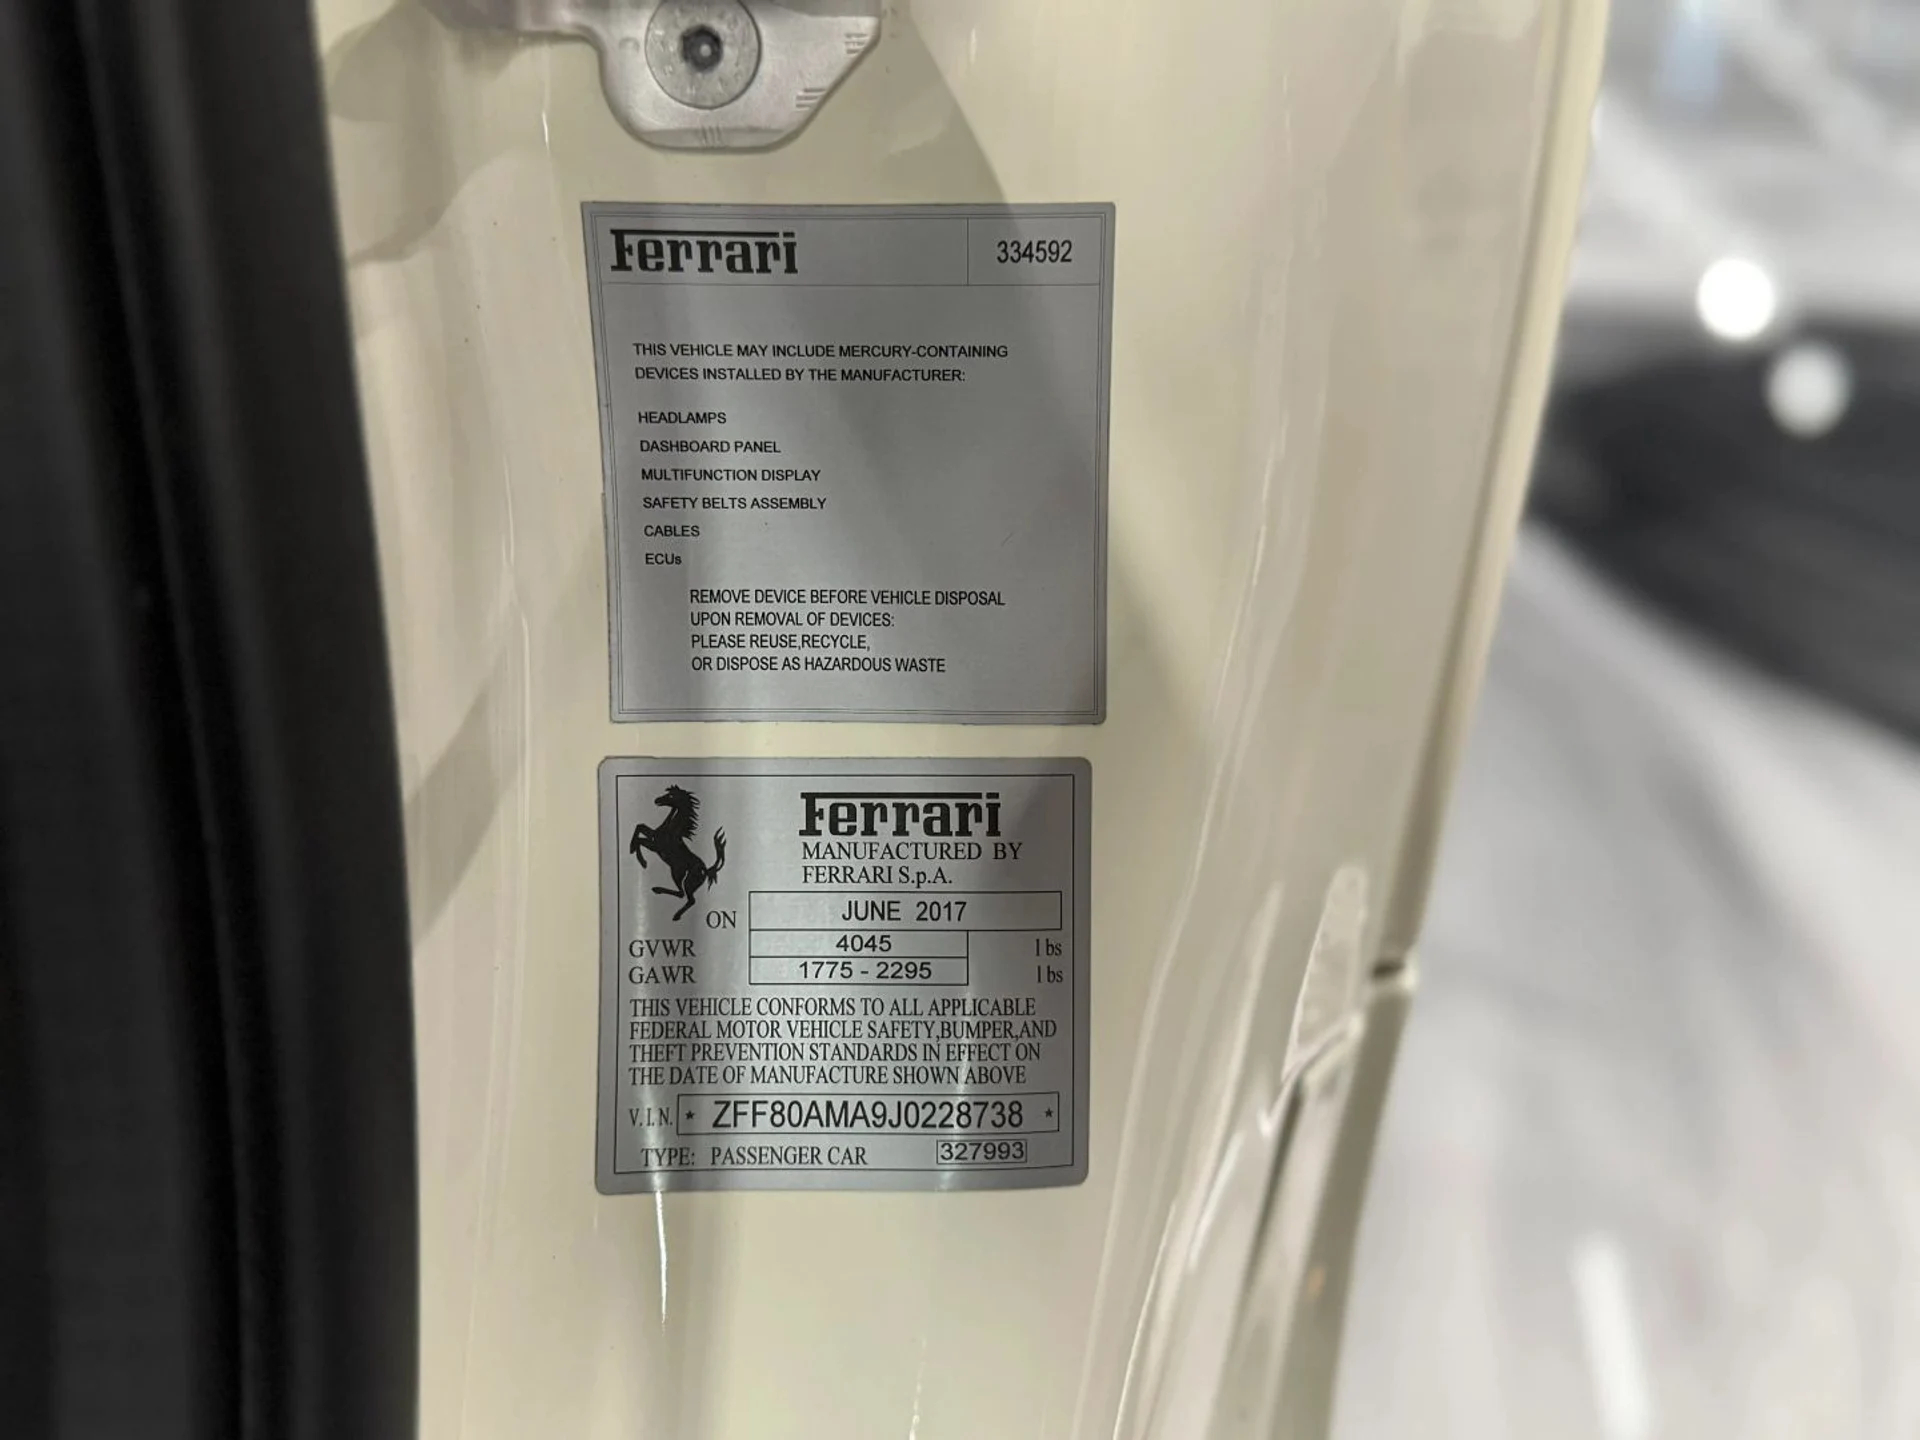 Ferrari 334592
THIS VEHICLE MAY INCLUDE MERCURY-CONTAINING
DEVICES INSTALLED BY THE MANUFACTURER:
HEADLAMPS
DASHBOARD PANEL
MULTIFUNCTION DISPLAY
SAFETY BELTS ASSEMBLY
CABLES
ECUs
REMOVE DEVICE BEFORE VEHICLE DISPOSAL
UPON REMOVAL OF DEVICES:
PLEASE REUSE,RECYCLE,
OR DISPOSE AS HAZARDOUS WASTE
Ferrari
MANUFACTURED BY
FERRARI S.p.A.
ON JUNE 2017
GVWR 4045 lbs
GAWR 1775 - 2295 lbs
THIS VEHICLE CONFORMS TO ALL APPLICABLE
FEDERAL MOTOR VEHICLE SAFETY,BUMPER,AND
THEFT PREVENTION STANDARDS IN EFFECT ON
THE DATE OF MANUFACTURE SHOWN ABOVE
V.I.N. * ZFF80AMA9J0228738 *
TYPE: PASSENGER CAR 327993